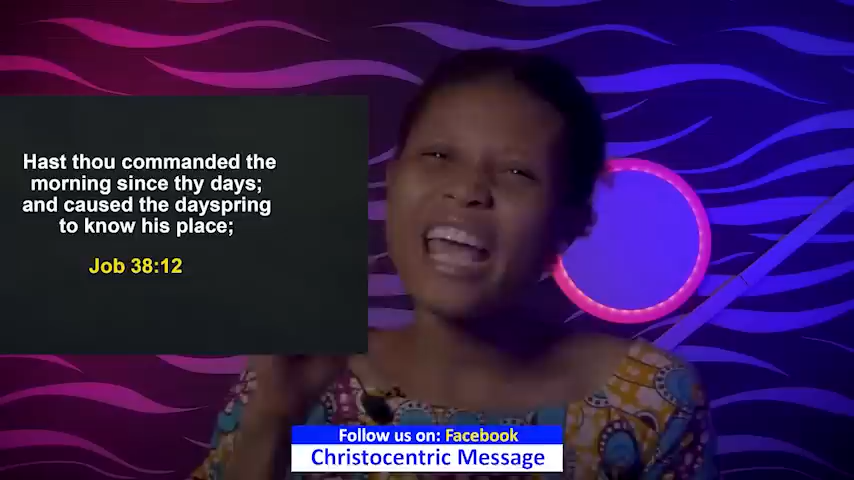 Hast thou commanded the
morning since thy days;
and caused the dayspring
to know his place;
Job 38:12
Follow us on: Facebook
Christocentric Message